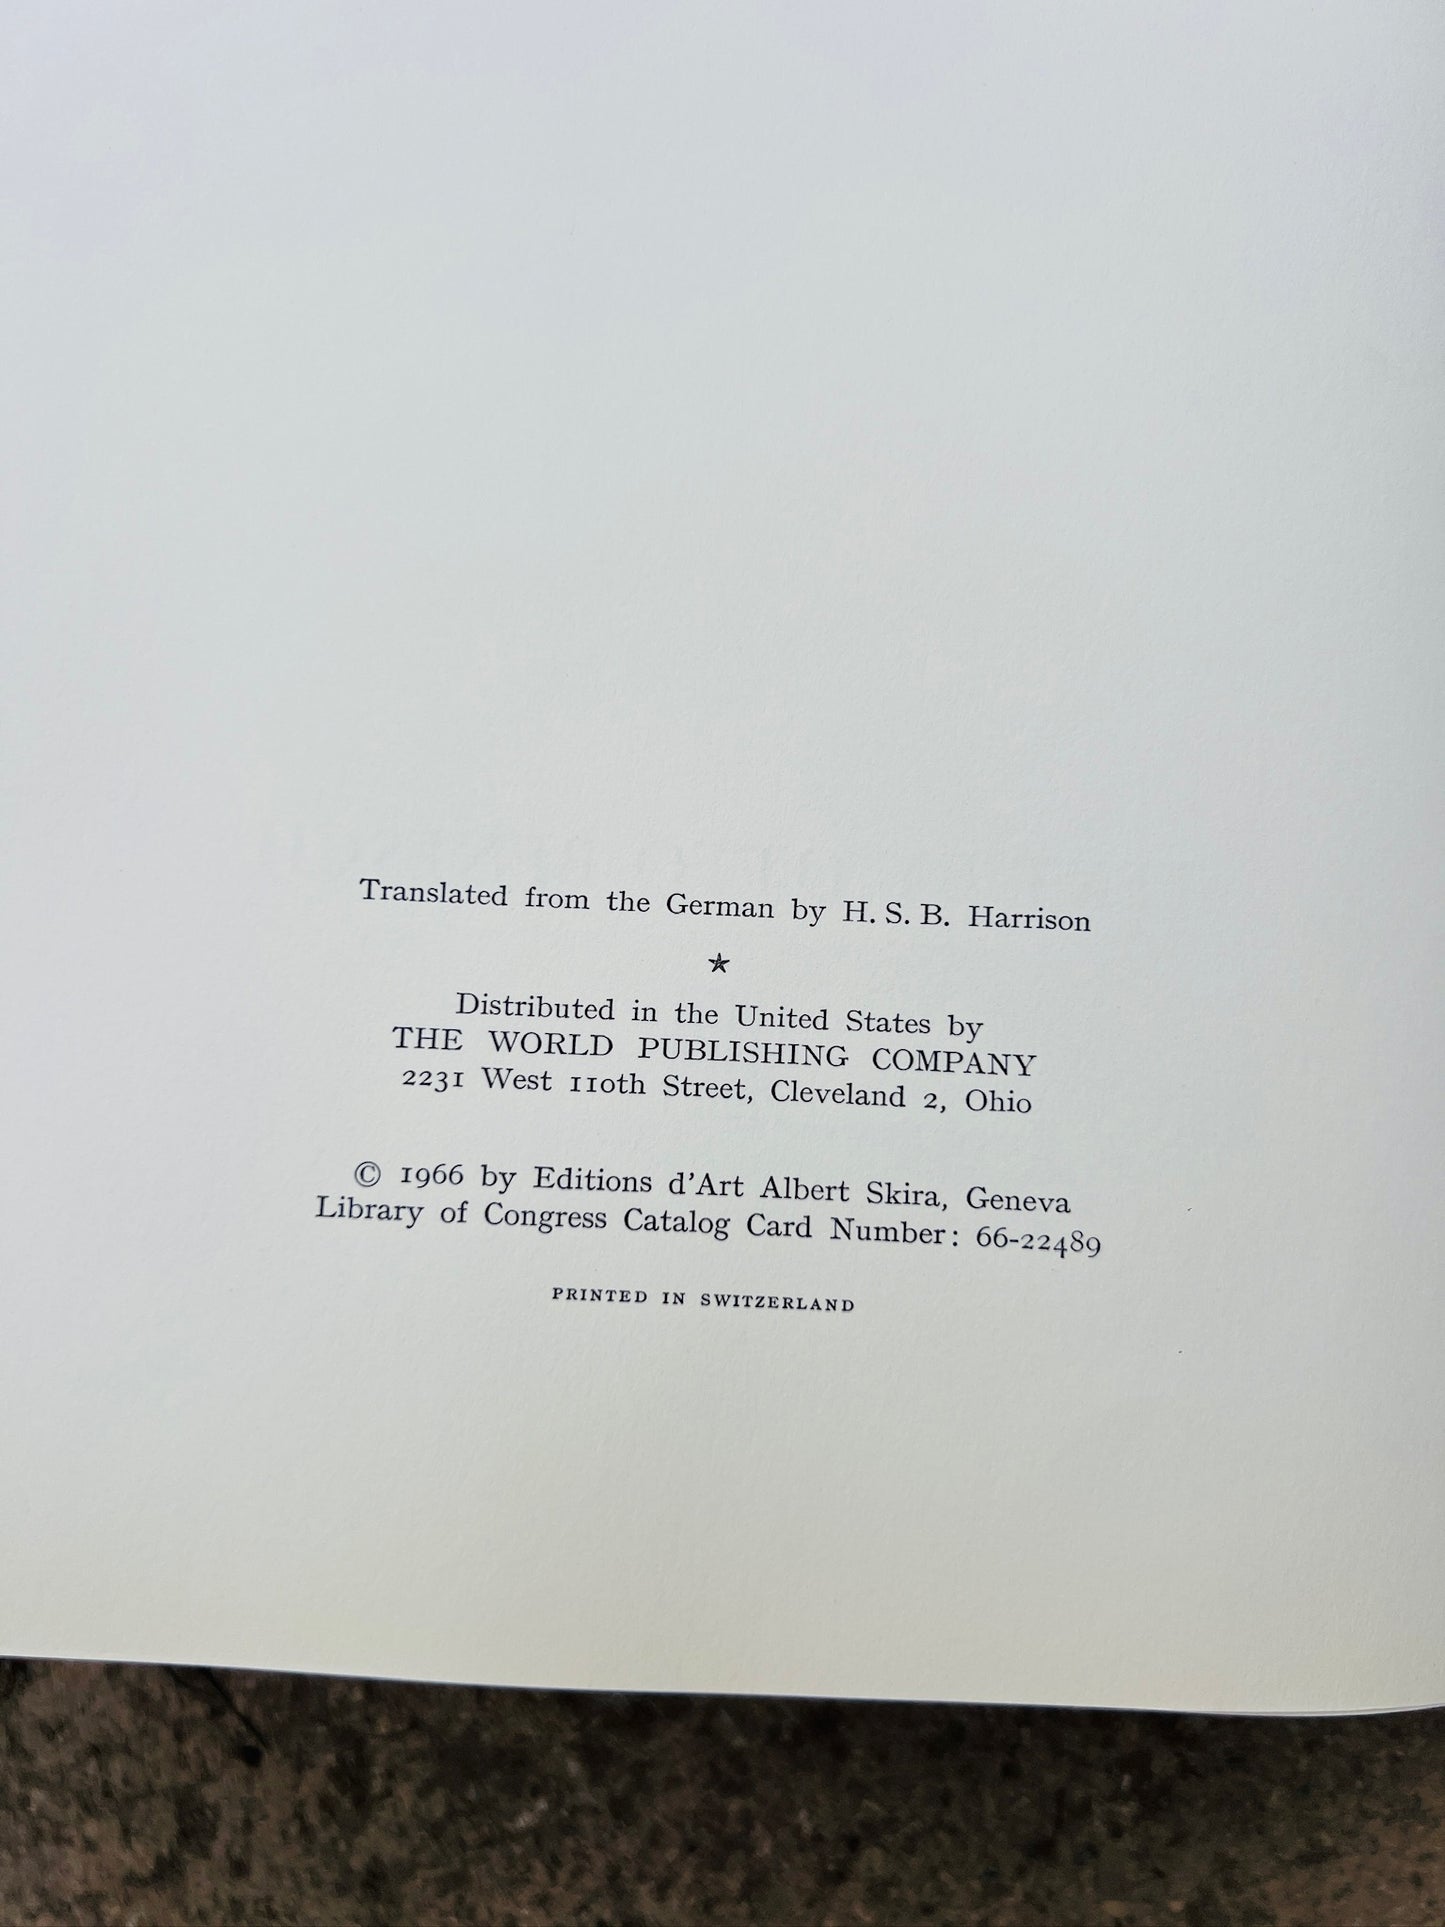 Translated from the German by H. S. B. Harrison
★
Distributed in the United States by
THE WORLD PUBLISHING COMPANY
2231 West 110th Street, Cleveland 2, Ohio
© 1966 by Editions d'Art Albert Skira, Geneva
Library of Congress Catalog Card Number: 66-22489
PRINTED IN SWITZERLAND